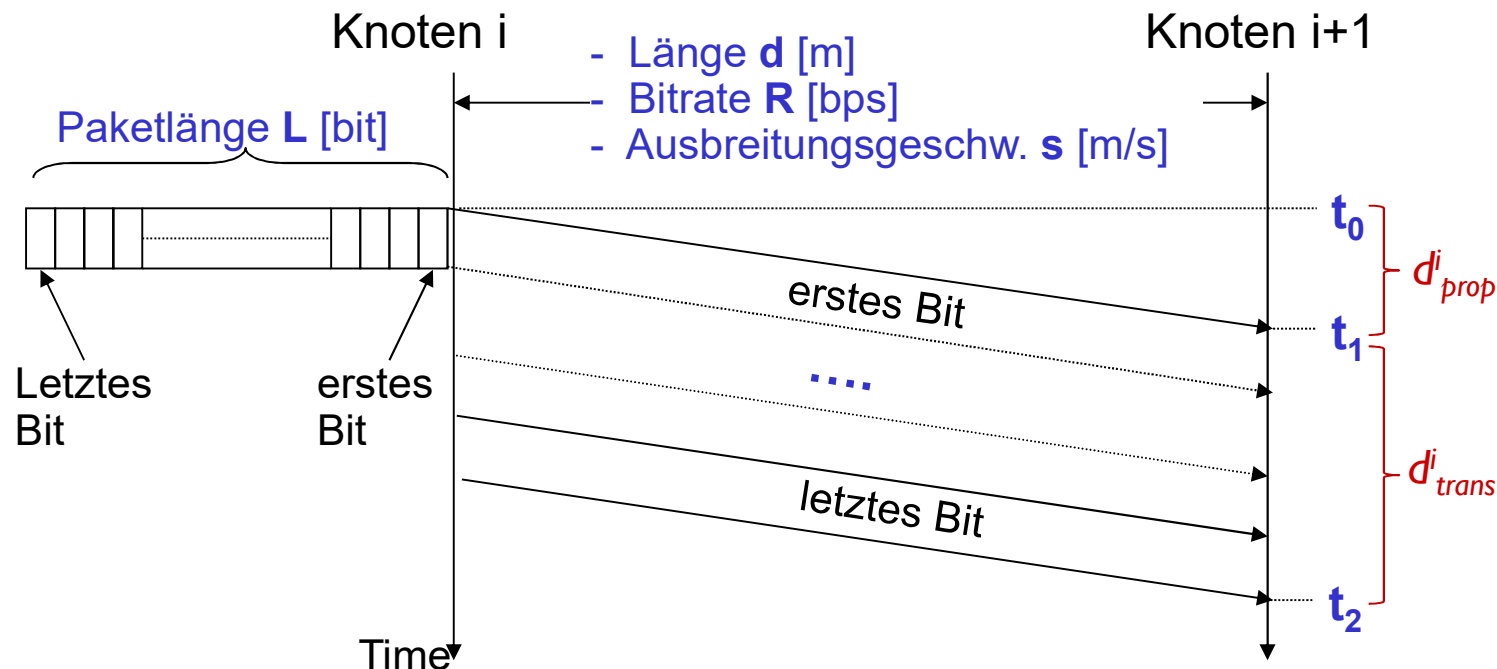 Knoten i
Knoten i+1
- Länge d [m]
- Bitrate R [bps]
- Ausbreitungsgeschw. s [m/s]
Paketlänge L [bit]
t0
d^i_prop
erstes Bit
t1
Letztes
Bit
erstes
Bit
....
d^i_trans
letztes Bit
t2
Time